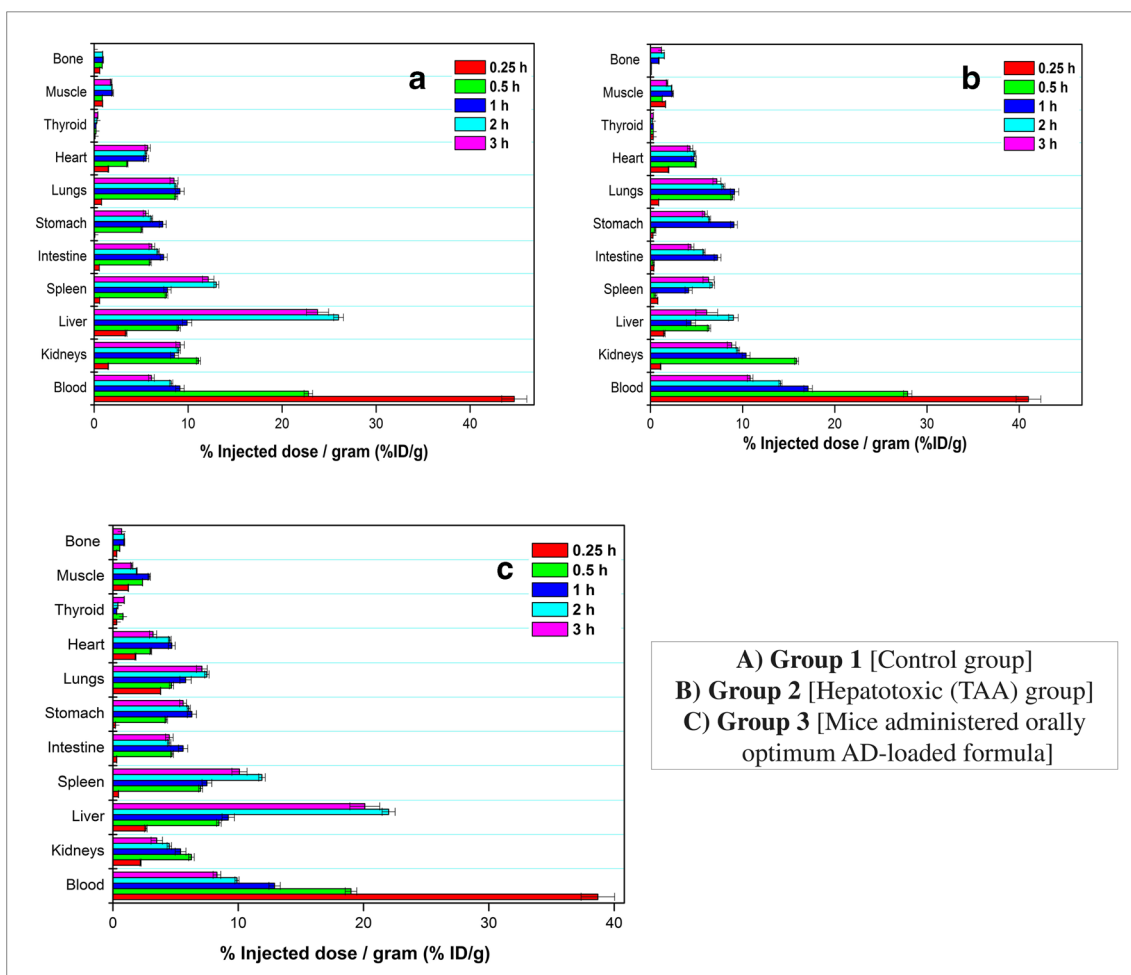 a
0.25 h
0.5 h
1 h
2 h
3 h
Bone
Muscle
Thyroid
Heart
Lungs
Stomach
Intestine
Spleen
Liver
Kidneys
Blood
0 10 20 30 40
% Injected dose / gram (%ID/g)
b
0.25 h
0.5 h
1 h
2 h
3 h
Bone
Muscle
Thyroid
Heart
Lungs
Stomach
Intestine
Spleen
Liver
Kidneys
Blood
0 10 20 30 40
% Injected dose / gram (%ID/g)
c
0.25 h
0.5 h
1 h
2 h
3 h
Bone
Muscle
Thyroid
Heart
Lungs
Stomach
Intestine
Spleen
Liver
Kidneys
Blood
0 10 20 30 40
% Injected dose / gram (% ID/g)
A) Group 1 [Control group]
B) Group 2 [Hepatotoxic (TAA) group]
C) Group 3 [Mice administered orally
optimum AD-loaded formula]